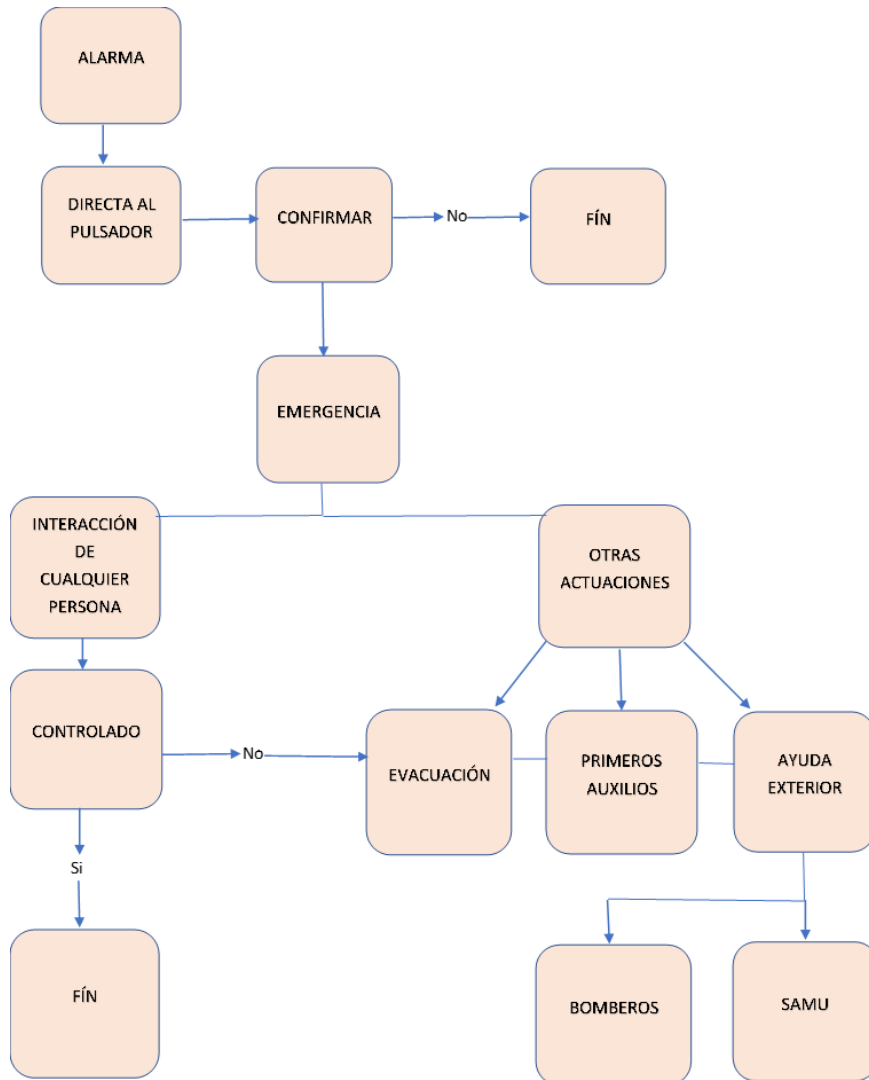 ALARMA
DIRECTA AL
PULSADOR
CONFIRMAR
No
FÍN
EMERGENCIA
INTERACCIÓN
DE
CUALQUIER
PERSONA
OTRAS
ACTUACIONES
CONTROLADO
No
EVACUACIÓN
PRIMEROS
AUXILIOS
AYUDA
EXTERIOR
Si
FÍN
BOMBEROS
SAMU